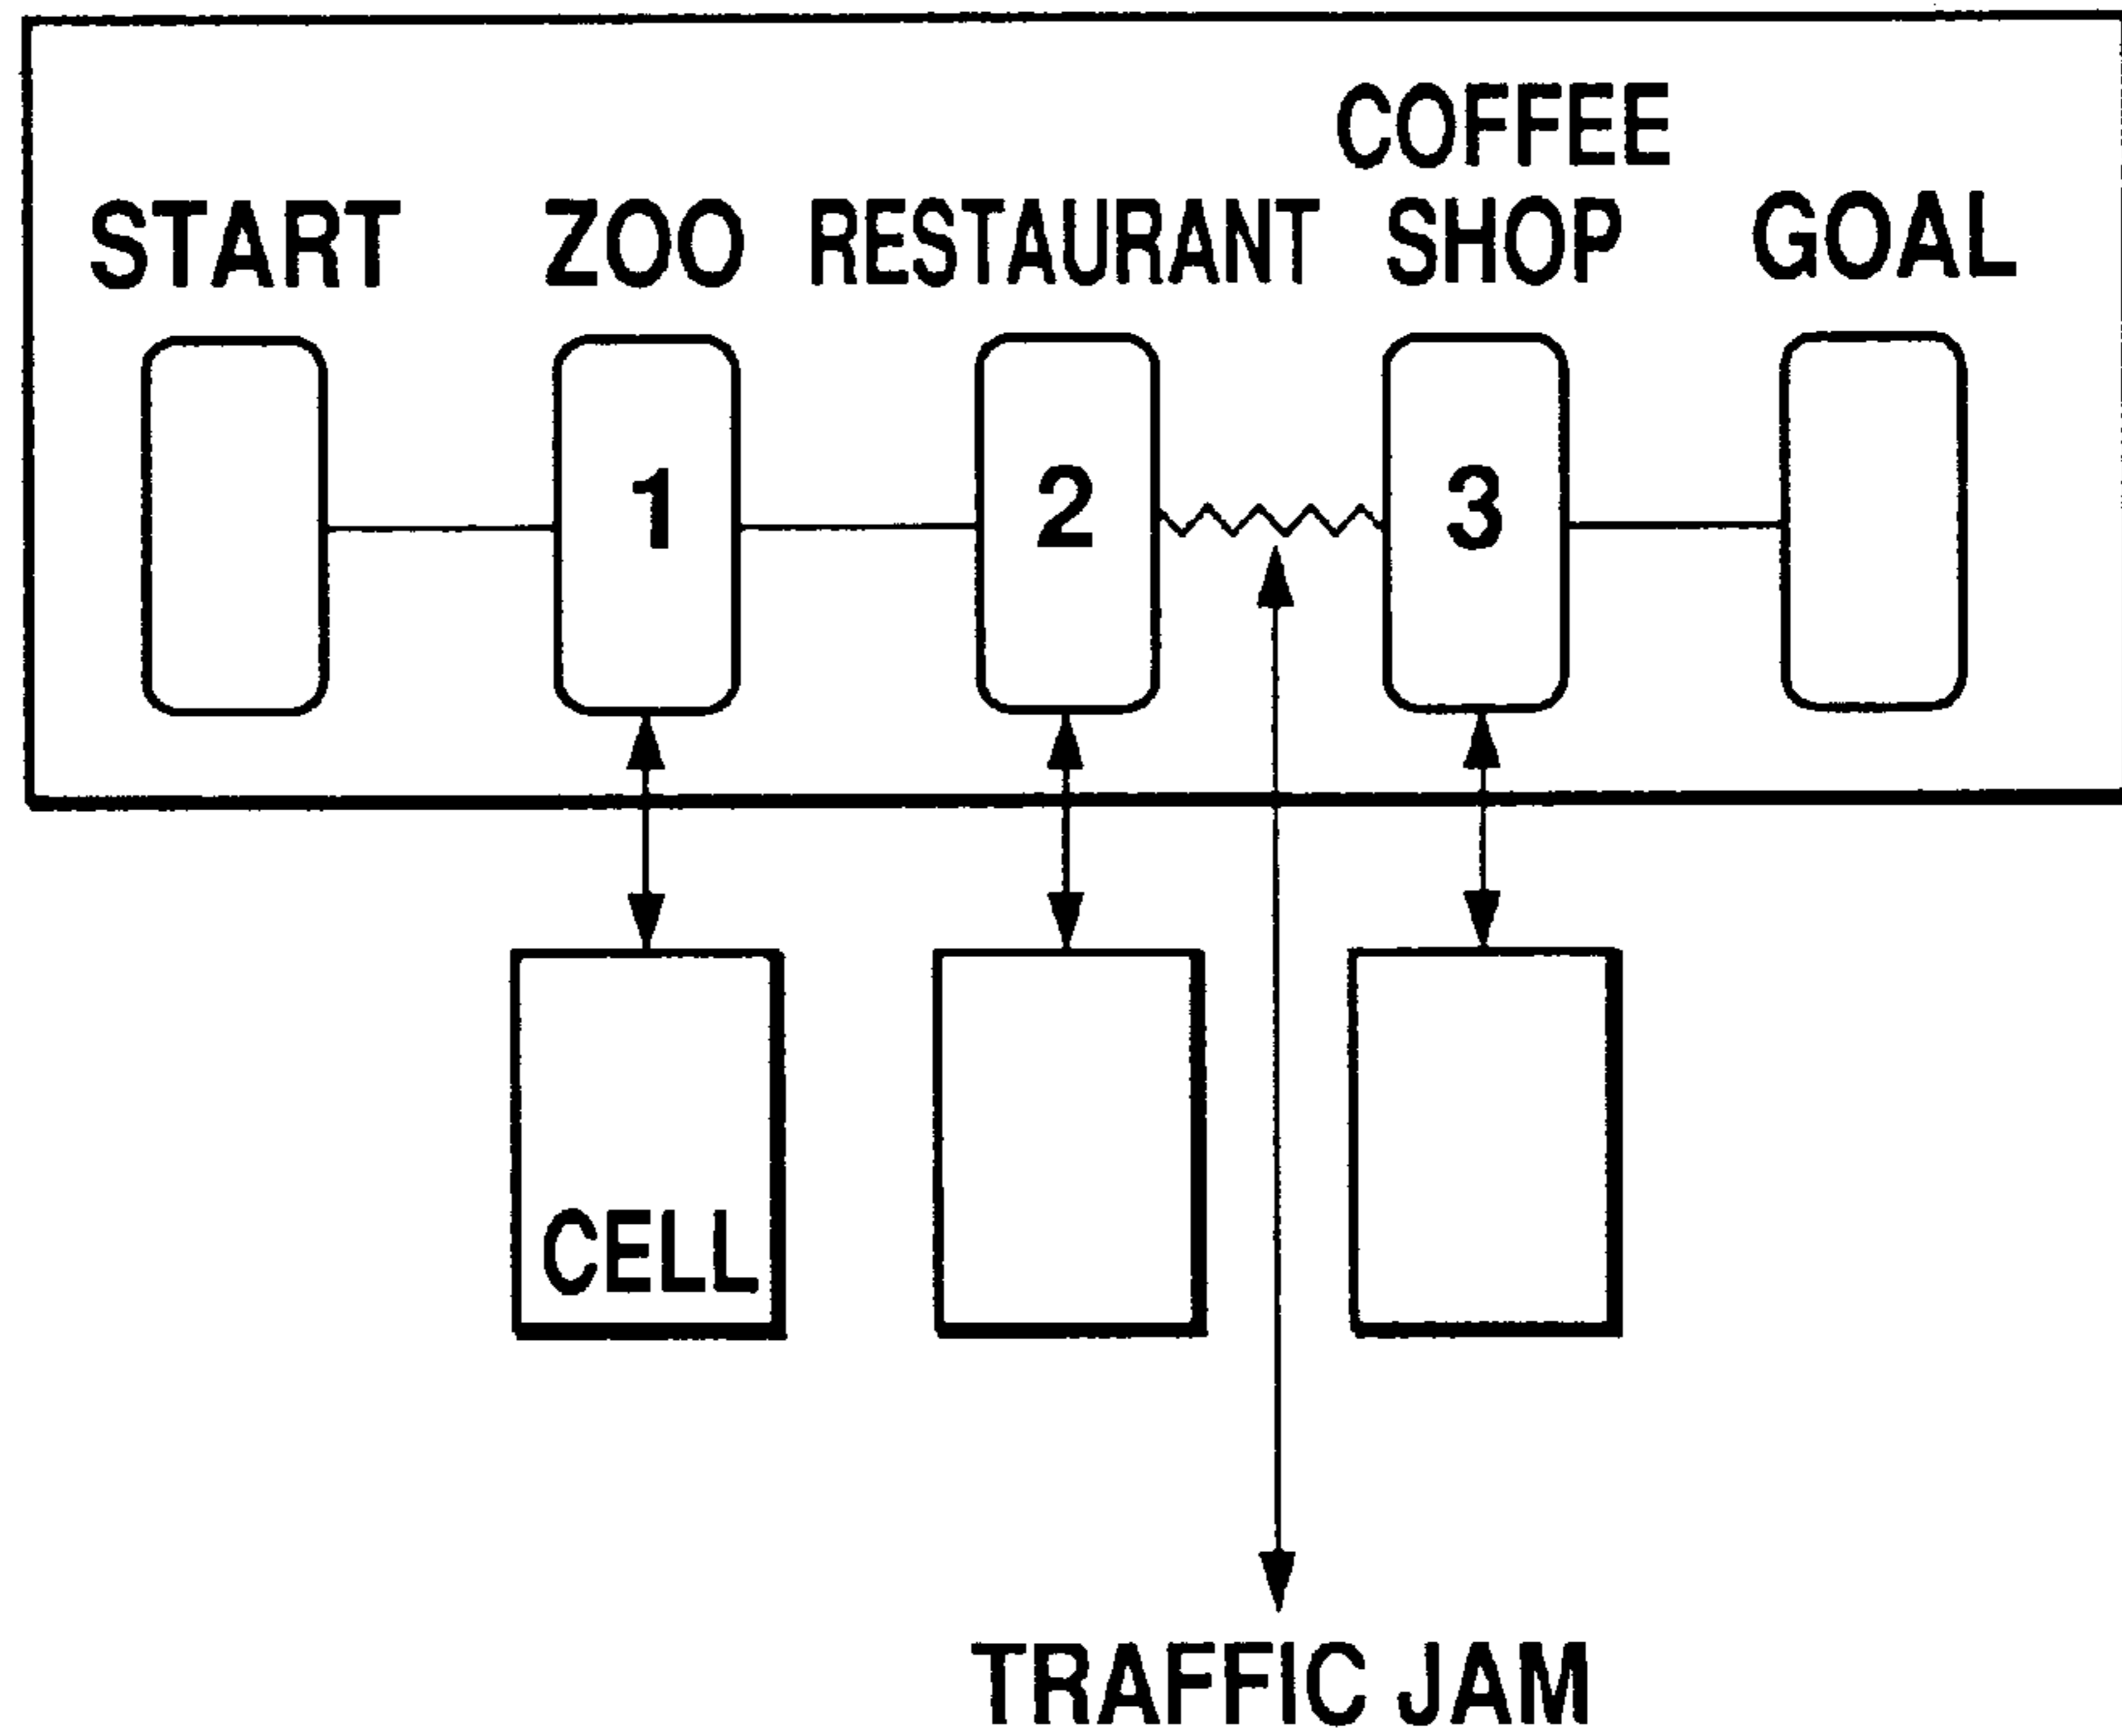 COFFEE
START ZOO RESTAURANT SHOP GOAL
1 2 3
CELL
TRAFFIC JAM